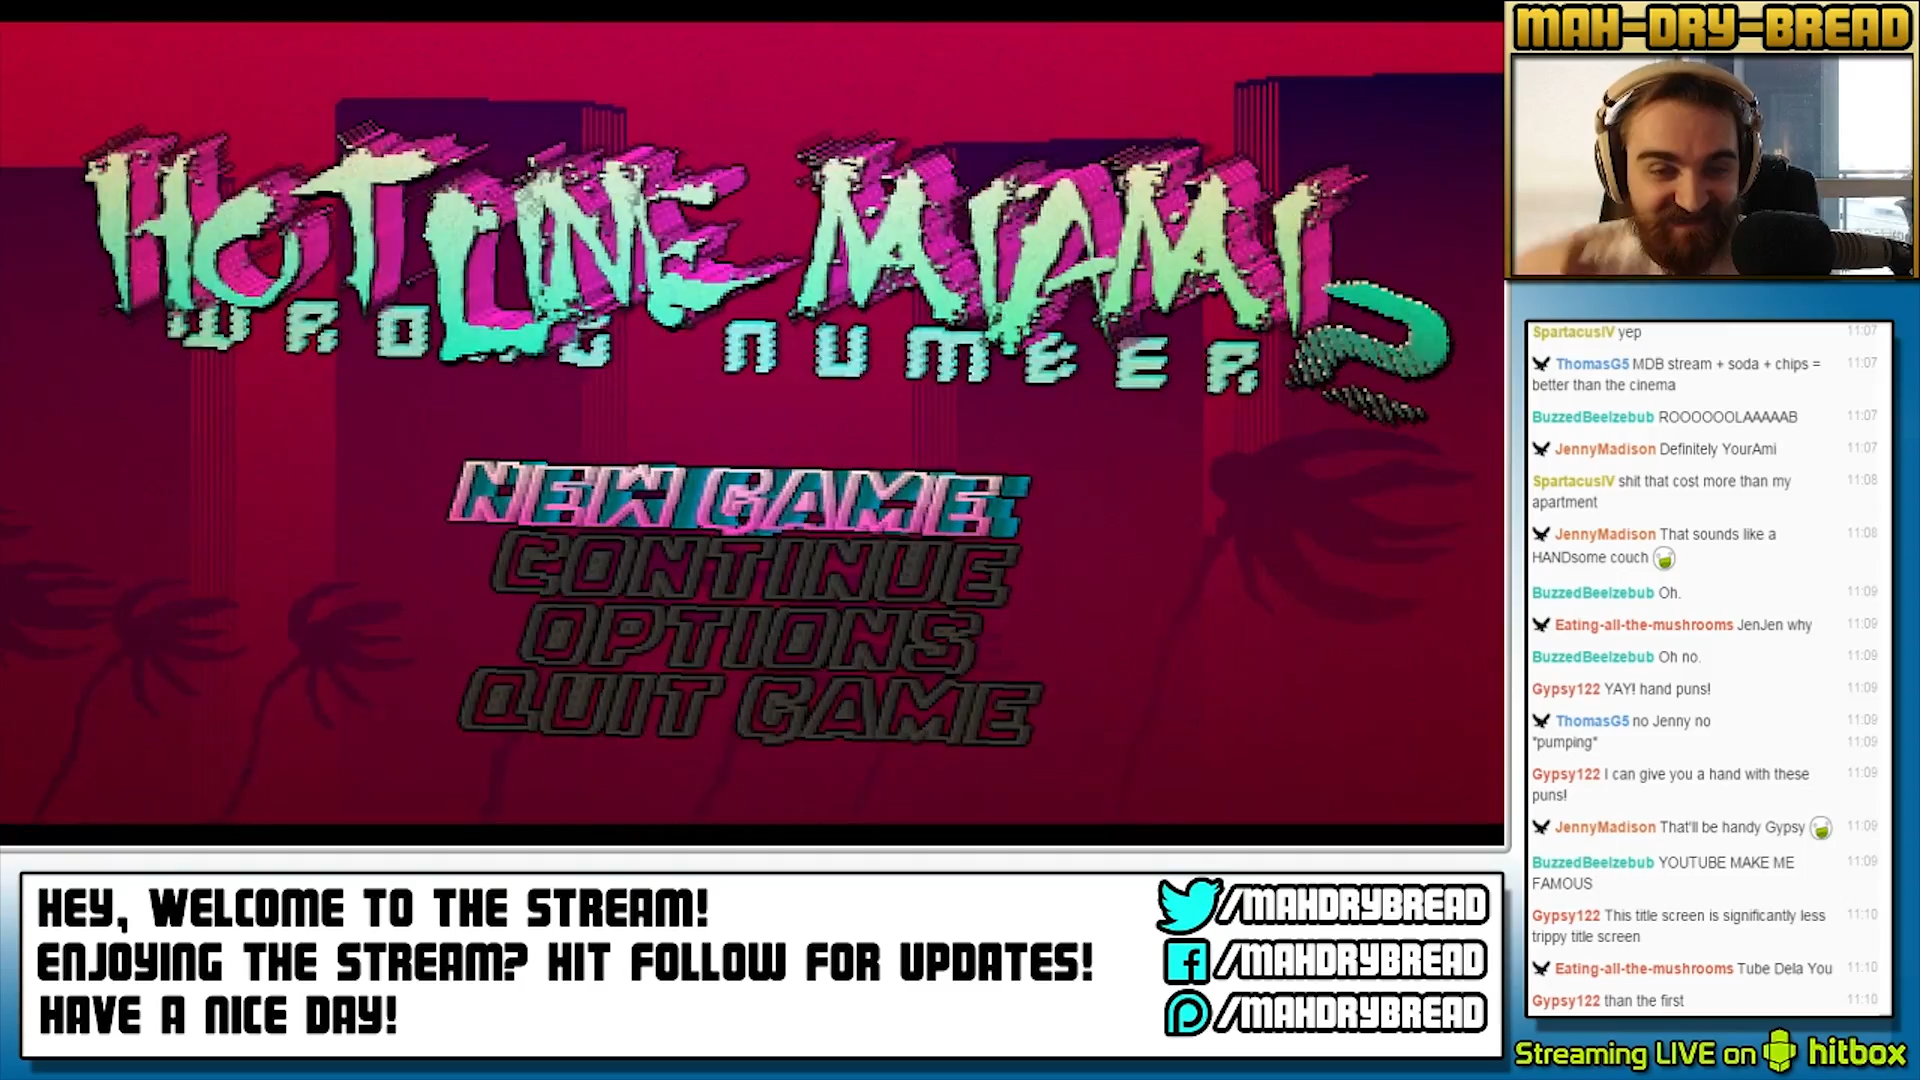 HOTLINE MIAMI 2
WRONG NUMBER
NEW GAME
CONTINUE
OPTIONS
QUIT GAME
HEY, WELCOME TO THE STREAM!
ENJOYING THE STREAM? HIT FOLLOW FOR UPDATES!
HAVE A NICE DAY!
/MAHDRYBREAD
/MAHDRYBREAD
/MAHDRYBREAD
MAH-DRY-BREAD
SpartacusIV yep 11:07
ThomasG5 MDB stream + soda + chips = 11:07
better than the cinema
BuzzedBeelzebub ROOOOOOLAAAAAB 11:07
JennyMadison Definitely YourAmi 11:07
SpartacusIV shit that cost more than my 11:08
apartment
JennyMadison That sounds like a 11:08
HANDsome couch
BuzzedBeelzebub Oh. 11:09
Eating-all-the-mushrooms JenJen why 11:09
BuzzedBeelzebub Oh no. 11:09
Gypsy122 YAY! hand puns! 11:09
ThomasG5 no Jenny no 11:09
*pumping* 11:09
Gypsy122 I can give you a hand with these 11:09
puns!
JennyMadison That'll be handy Gypsy 11:09
BuzzedBeelzebub YOUTUBE MAKE ME 11:09
FAMOUS
Gypsy122 This title screen is significantly less 11:10
trippy title screen
Eating-all-the-mushrooms Tube Dela You 11:10
Gypsy122 than the first 11:10
Streaming LIVE on hitbox